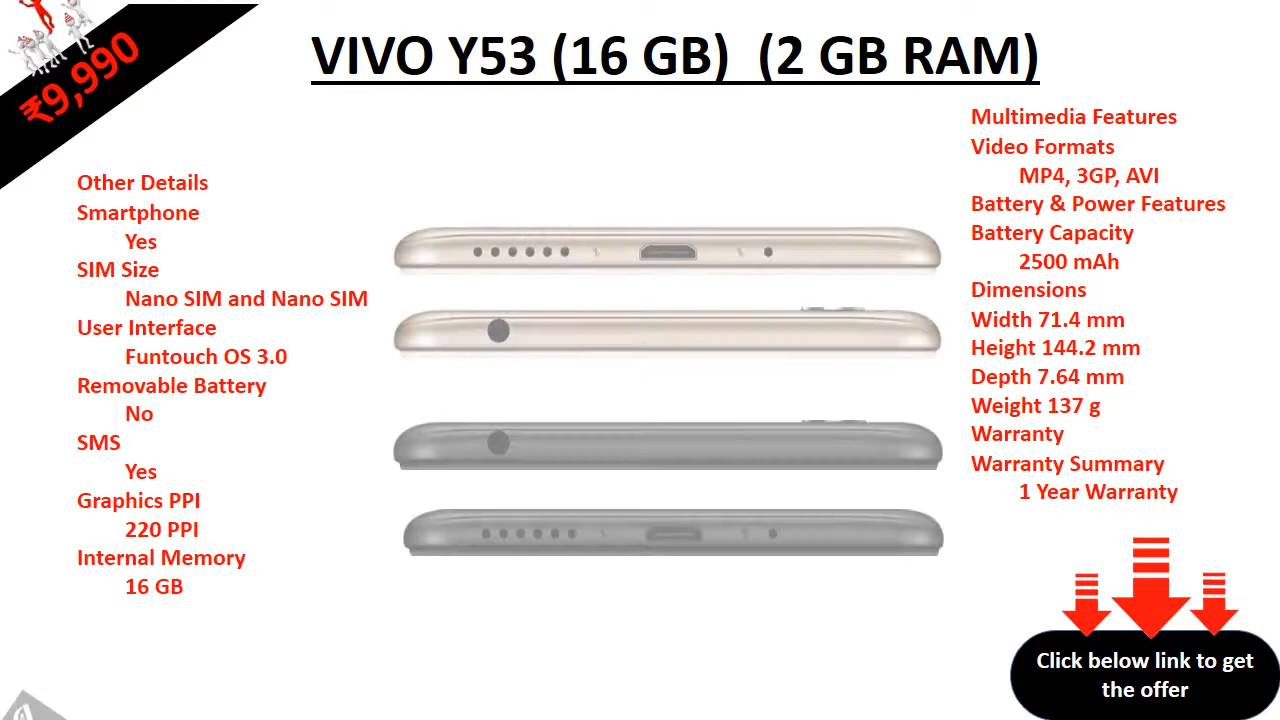 ₹9,990
VIVO Y53 (16 GB) (2 GB RAM)
Other Details
Smartphone
Yes
SIM Size
Nano SIM and Nano SIM
User Interface
Funtouch OS 3.0
Removable Battery
No
SMS
Yes
Graphics PPI
220 PPI
Internal Memory
16 GB
Multimedia Features
Video Formats
MP4, 3GP, AVI
Battery & Power Features
Battery Capacity
2500 mAh
Dimensions
Width 71.4 mm
Height 144.2 mm
Depth 7.64 mm
Weight 137 g
Warranty
Warranty Summary
1 Year Warranty
Click below link to get
the offer